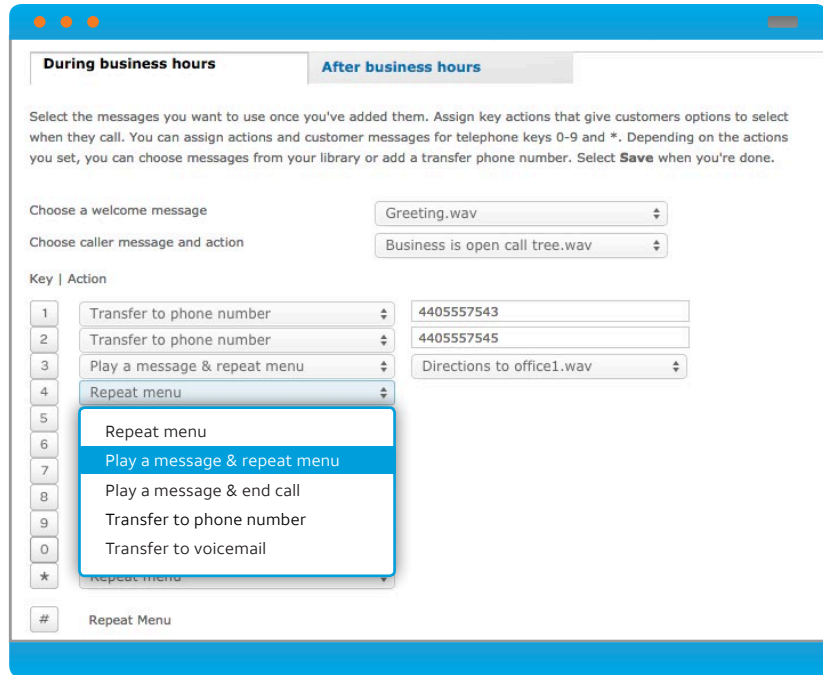 During business hours
After business hours
Select the messages you want to use once you've added them. Assign key actions that give customers options to select
when they call. You can assign actions and customer messages for telephone keys 0-9 and *. Depending on the actions
you set, you can choose messages from your library or add a transfer phone number. Select Save when you're done.
Choose a welcome message
Greeting.wav
Choose caller message and action
Business is open call tree.wav
Key | Action
1 Transfer to phone number 4405557543
2 Transfer to phone number 4405557545
3 Play a message & repeat menu Directions to office1.wav
4 Repeat menu
5
Repeat menu
6
Play a message & repeat menu
7
Play a message & end call
8
Transfer to phone number
9
Transfer to voicemail
0
* Repeat menu
# Repeat Menu